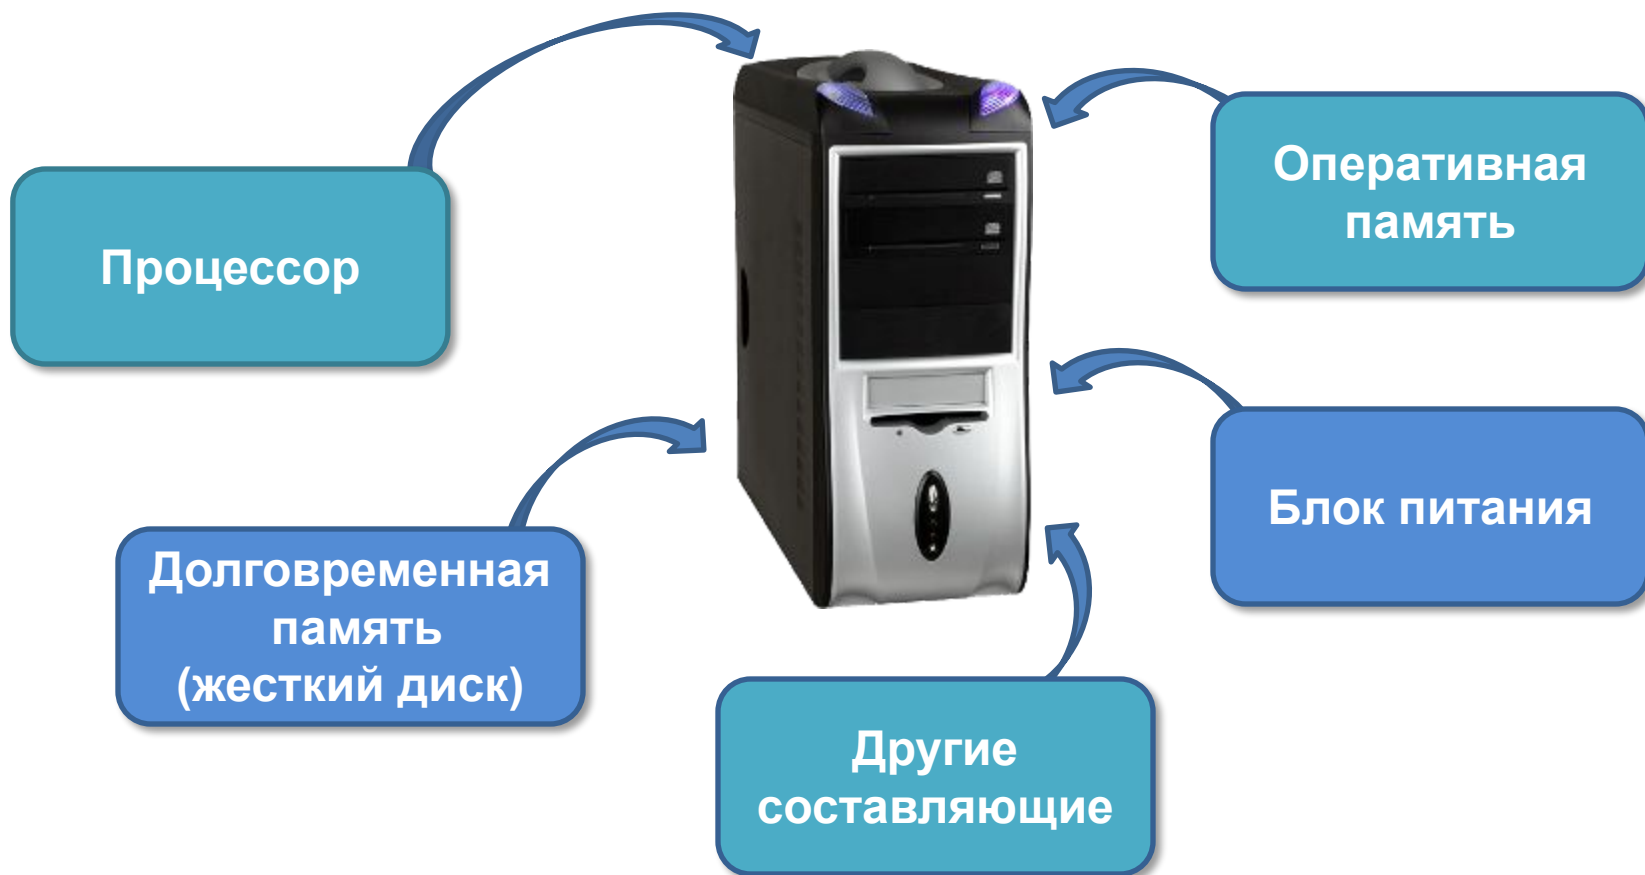 Процессор
Оперативная
память
Долговременная
память
(жесткий диск)
Блок питания
Другие
составляющие